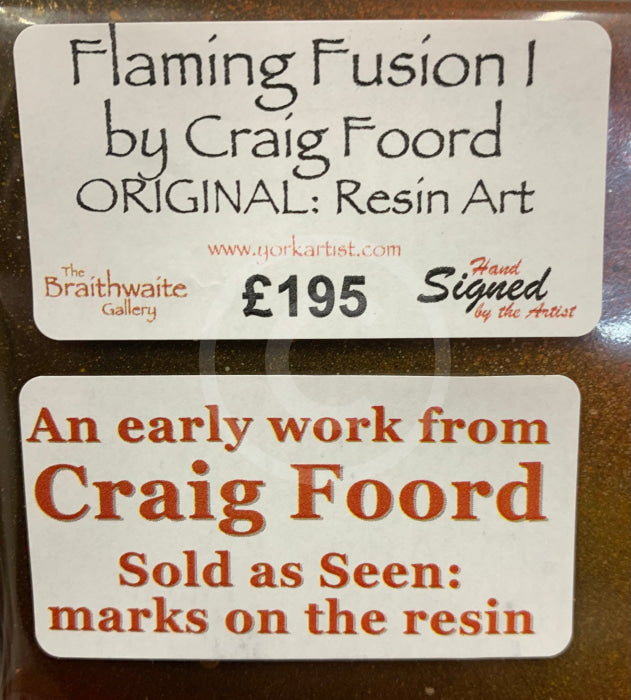 Flaming Fusion I
by Craig Foord
ORIGINAL: Resin Art
www.yorkartist.com
The
Braithwaite
Gallery
£195
Hand
Signed
by the Artist
An early work from
Craig Foord
Sold as Seen:
marks on the resin